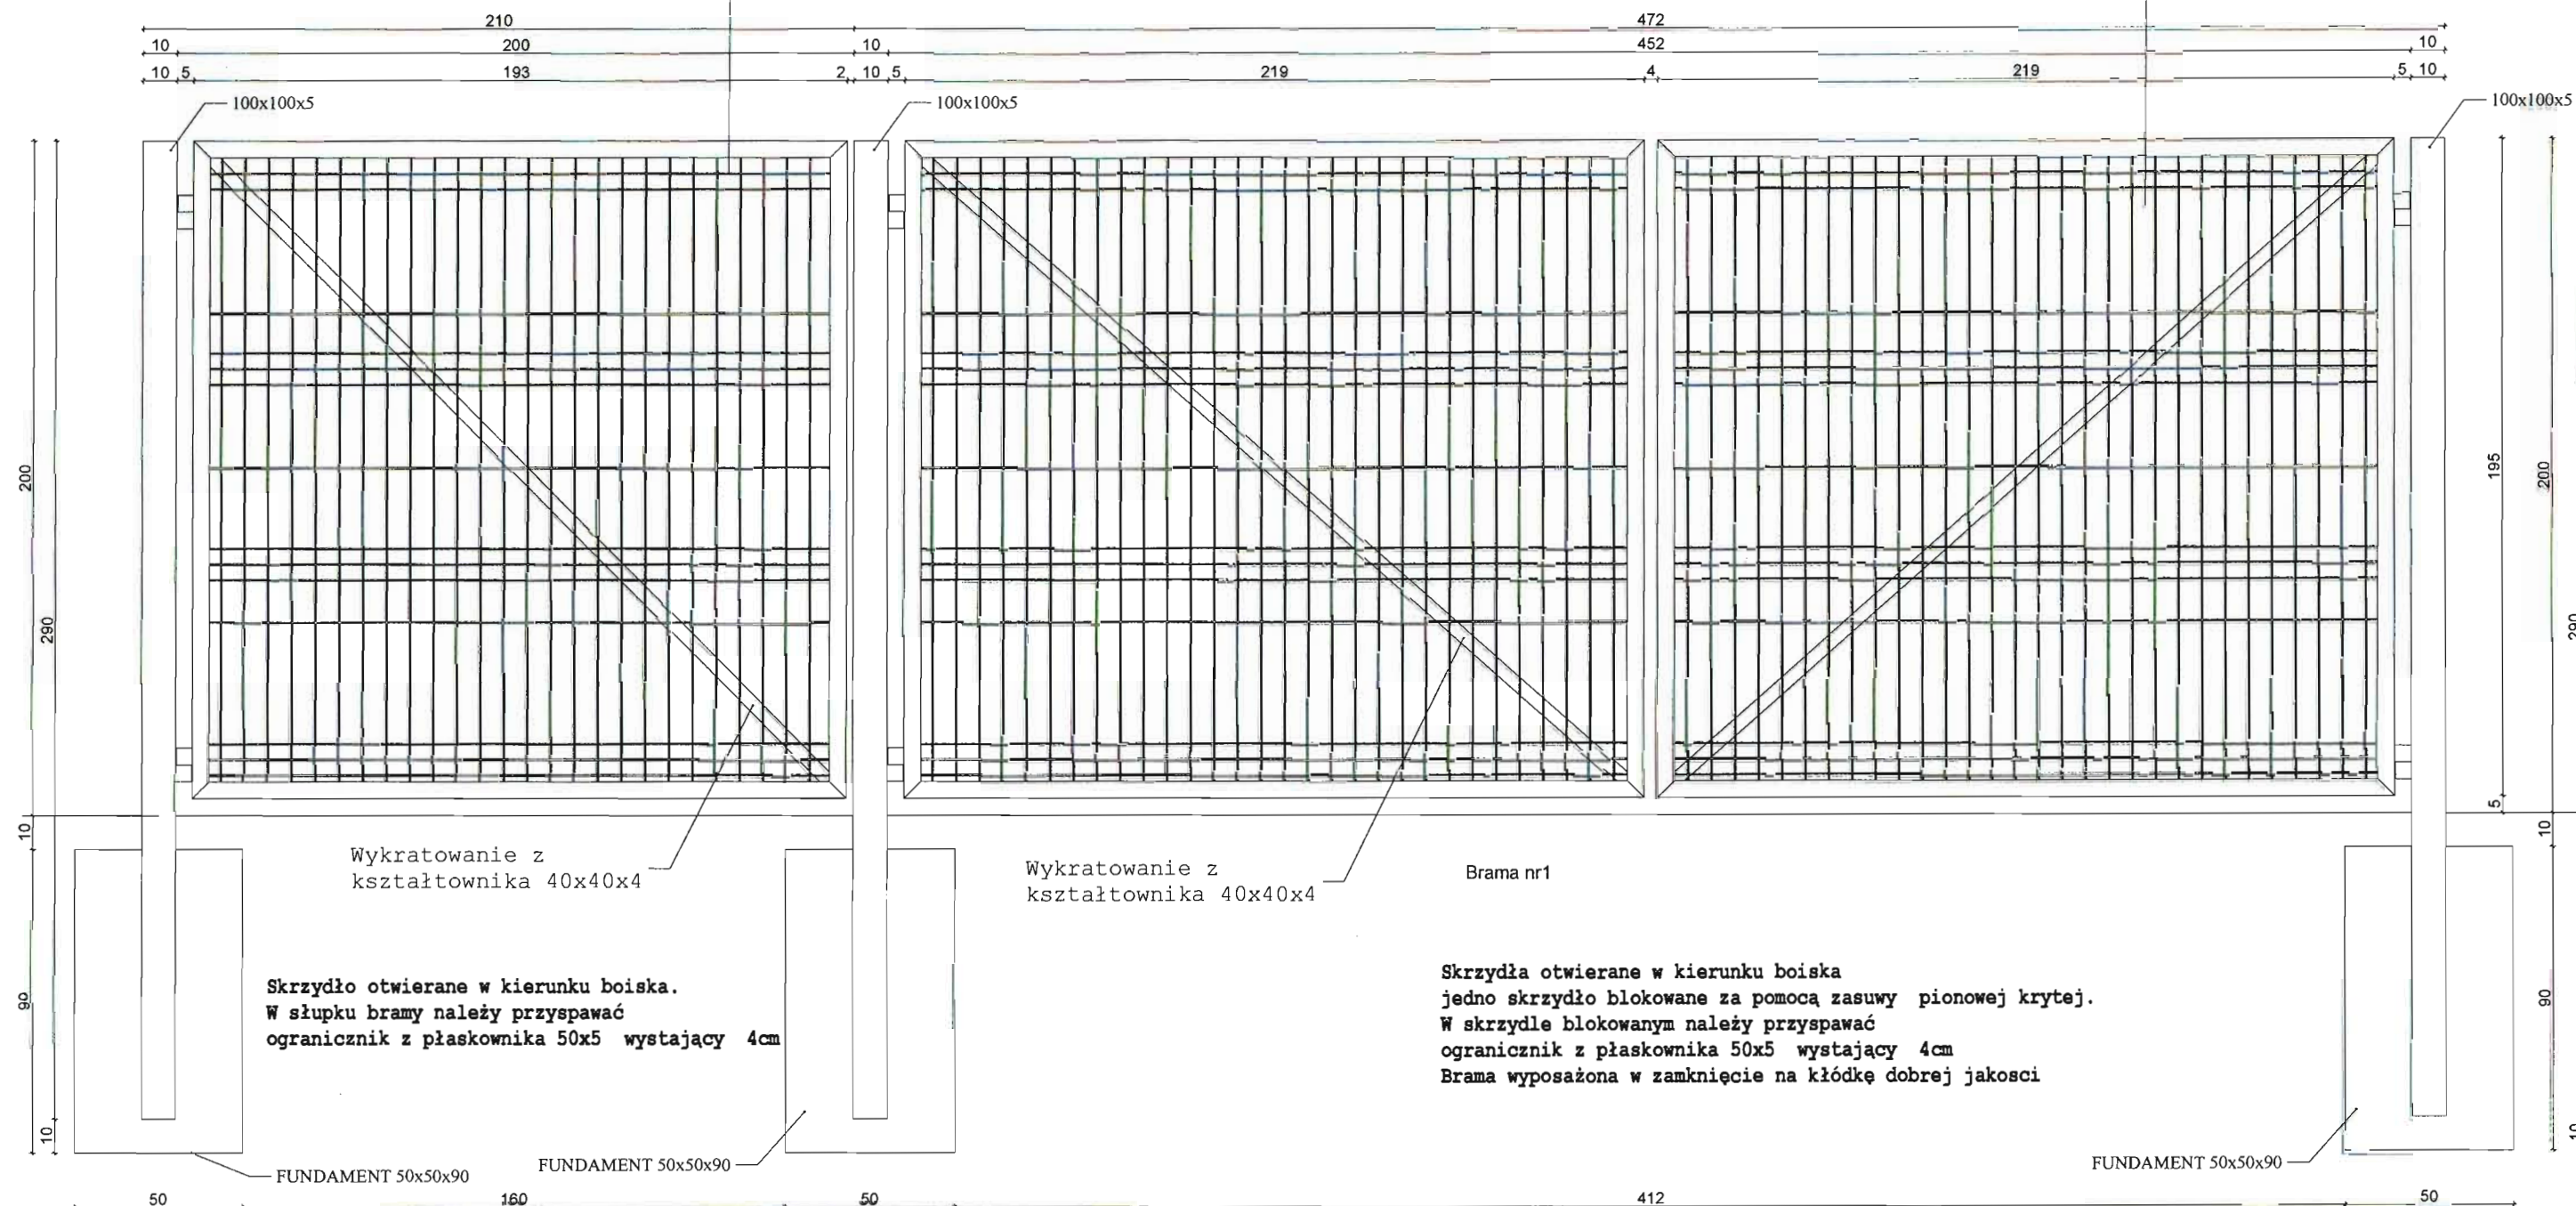 210
472
10
200
10
452
10
10
5
193
2
10
5
219
4
219
5
10
100x100x5
100x100x5
100x100x5
200
290
195
200
290
5
10
10
Wykratowanie z
kształtownika 40x40x4
Wykratowanie z
kształtownika 40x40x4
Brama nr1
Skrzydło otwierane w kierunku boiska.
W słupku bramy należy przyspawać
ogranicznik z płaskownika 50x5 wystający 4cm
Skrzydła otwierane w kierunku boiska
jedno skrzydło blokowane za pomocą zasuwy pionowej krytej.
W skrzydle blokowanym należy przyspawać
ogranicznik z płaskownika 50x5 wystający 4cm
Brama wyposażona w zamknięcie na kłódkę dobrej jakosci
90
90
10
10
FUNDAMENT 50x50x90
FUNDAMENT 50x50x90
FUNDAMENT 50x50x90
50
160
50
412
50